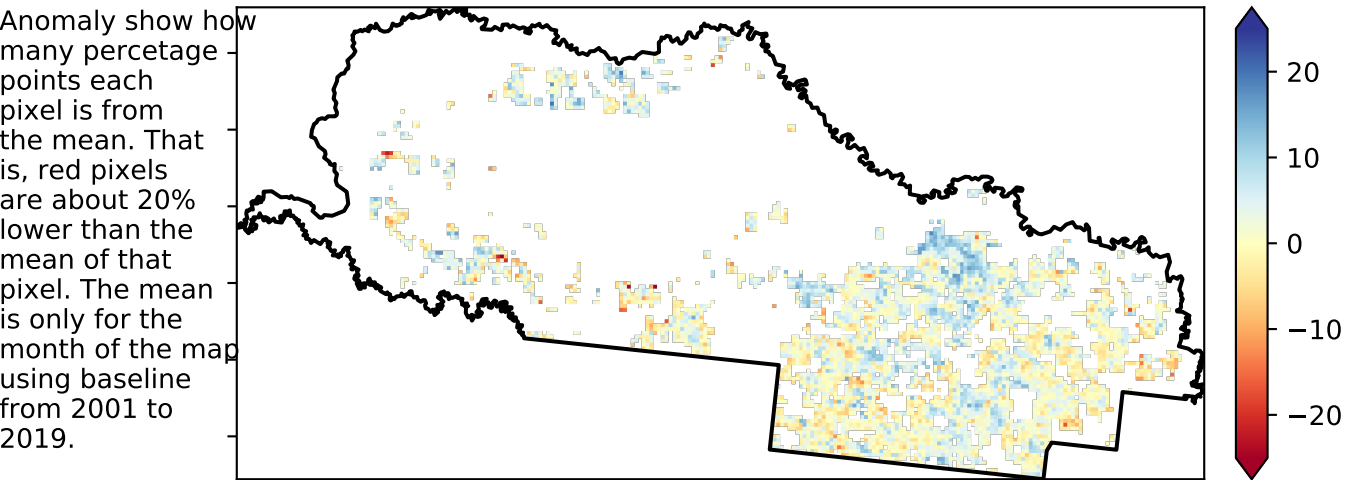 Anomaly show how
many percetage
points each
pixel is from
the mean. That
is, red pixels
are about 20%
lower than the
mean of that
pixel. The mean
is only for the
month of the map
using baseline
from 2001 to
2019.
20
10
0
−10
−20